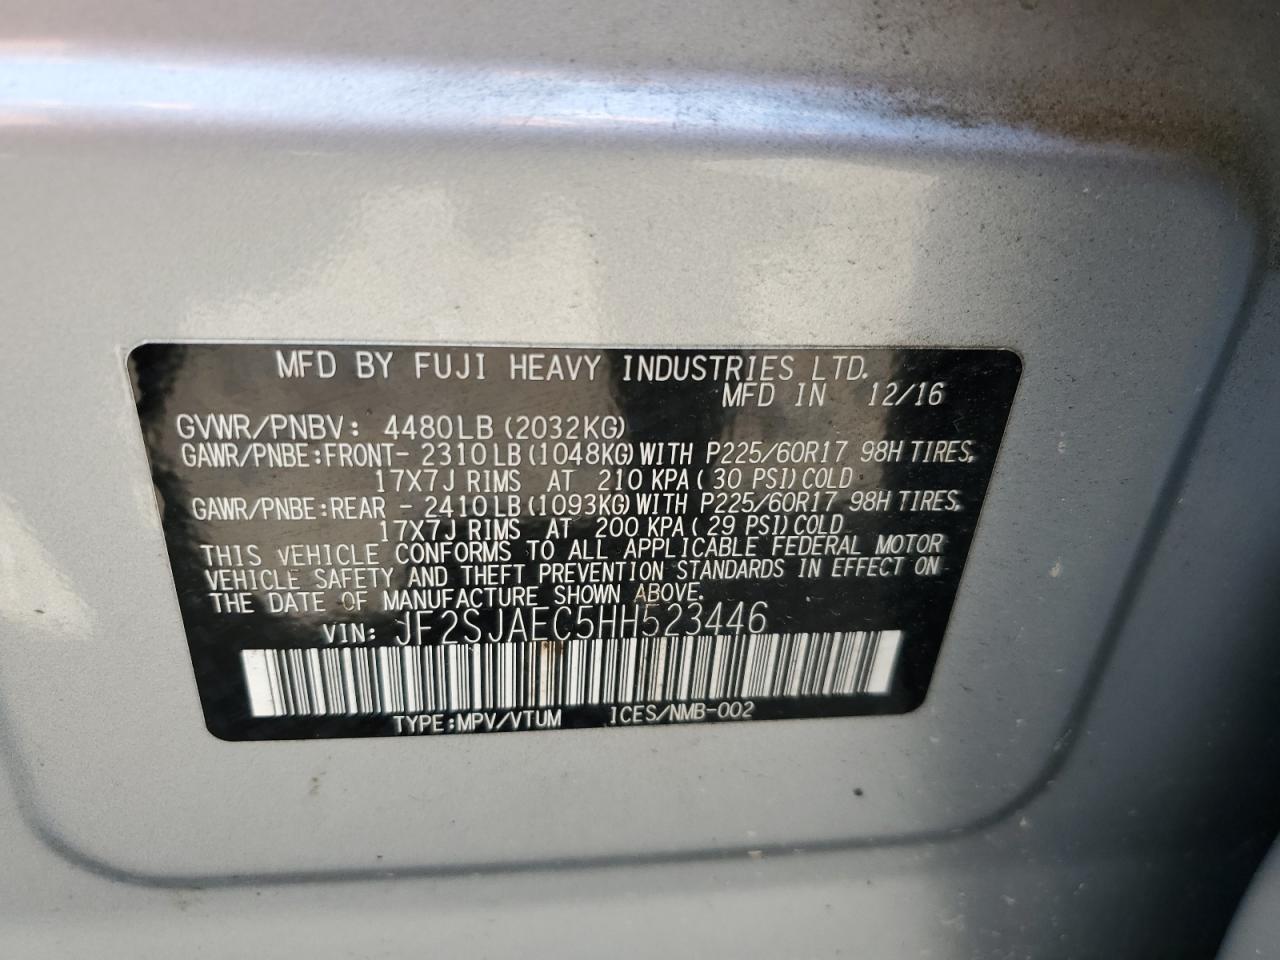 MFD BY FUJI HEAVY INDUSTRIES LTD.
MFD IN 12/16
GVWR/PNBV: 4480LB (2032KG)
GAWR/PNBE:FRONT- 2310LB (1048KG) WITH P225/60R17 98H TIRES,
17X7J RIMS AT 210 KPA ( 30 PSI) COLD
GAWR/PNBE:REAR - 2410LB (1093KG) WITH P225/60R17 98H TIRES,
17X7J RIMS AT 200 KPA ( 29 PSI) COLD
THIS VEHICLE CONFORMS TO ALL APPLICABLE FEDERAL MOTOR
VEHICLE SAFETY AND THEFT PREVENTION STANDARDS IN EFFECT ON
THE DATE OF MANUFACTURE SHOWN ABOVE.
VIN: JF2SJAEC5HH523446
TYPE:MPV/VTUM ICES/NMB-002